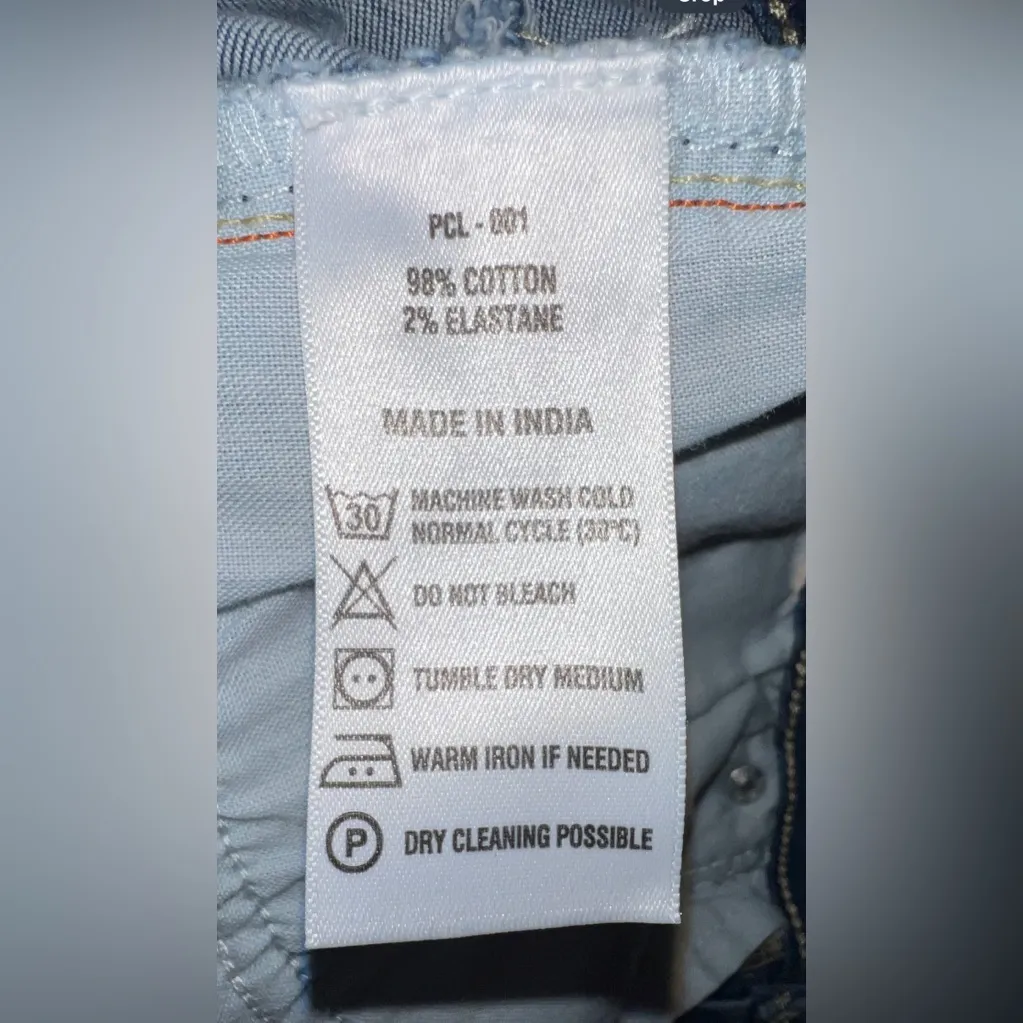 PCL - 001
98% COTTON
2% ELASTANE
MADE IN INDIA
30 MACHINE WASH COLD
NORMAL CYCLE (30°C)
DO NOT BLEACH
TUMBLE DRY MEDIUM
WARM IRON IF NEEDED
P DRY CLEANING POSSIBLE